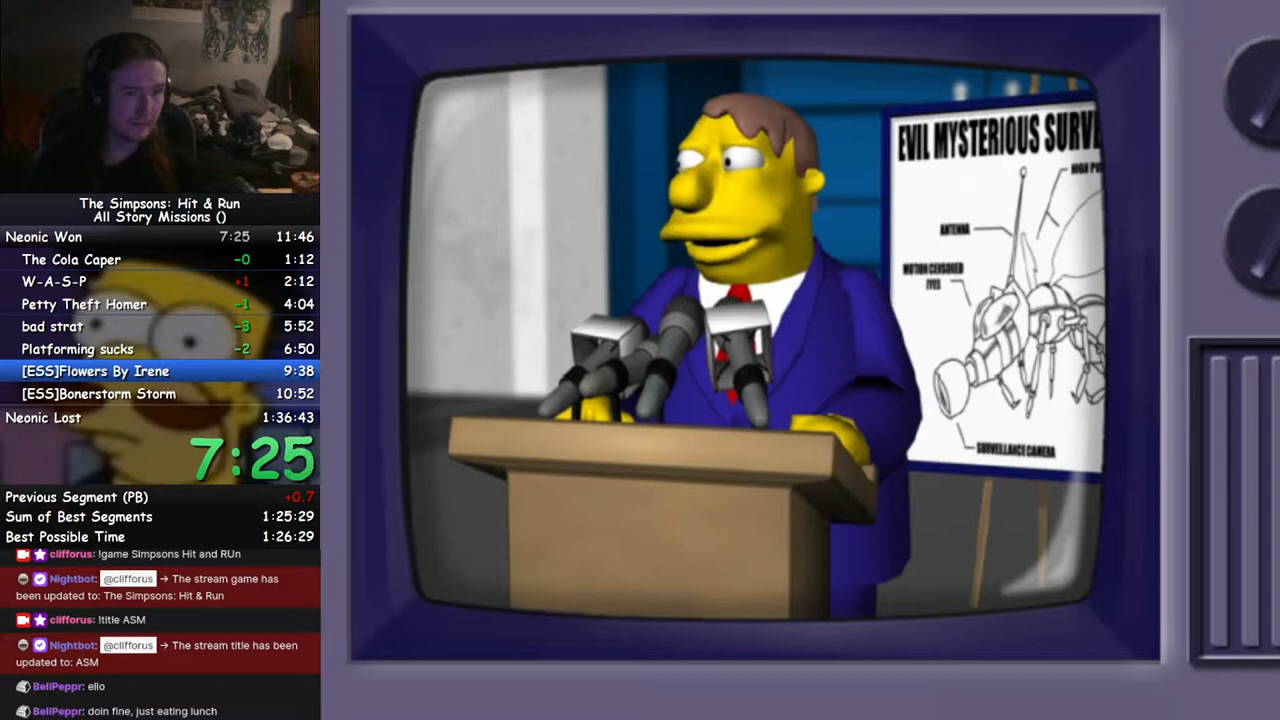 The Simpsons: Hit & Run
All Story Missions ()
Neonic Won 7:25 11:46
The Cola Caper -0 1:12
W-A-S-P +1 2:12
Petty Theft Homer -1 4:04
bad strat -3 5:52
Platforming sucks -2 6:50
[ESS]Flowers By Irene 9:38
[ESS]Bonerstorm Storm 10:52
Neonic Lost 1:36:43
7:25
Previous Segment (PB) +0.7
Sum of Best Segments 1:25:29
Best Possible Time 1:26:29
clifforus: !game Simpsons Hit and RUn
Nightbot: @clifforus → The stream game has
been updated to: The Simpsons: Hit & Run
clifforus: !title ASM
Nightbot: @clifforus → The stream title has been
updated to: ASM
BellPeppr: ello
BellPeppr: doin fine, just eating lunch
EVIL MYSTERIOUS SURVE
HIGH PO
ANTENNA
MOTION CENSORED
EYES
SURVEILLANCE CAMERA